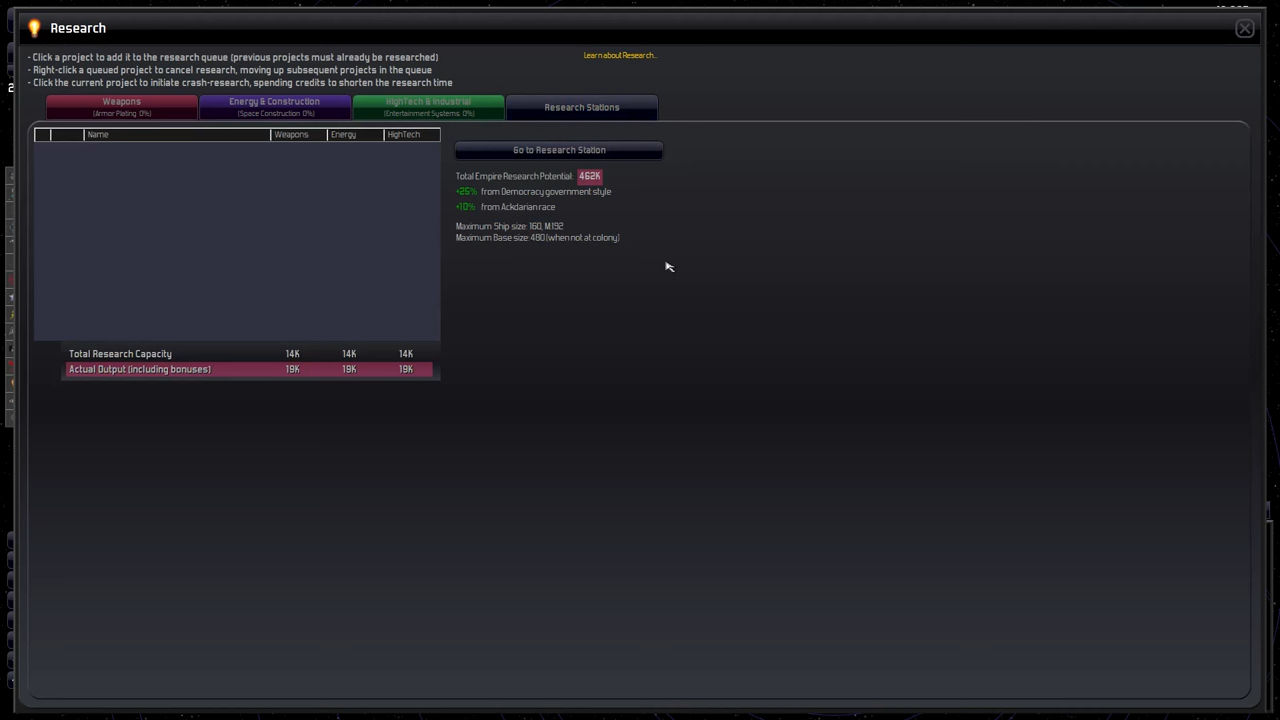 Research
- Click a project to add it to the research queue (previous projects must already be researched)
Learn about Research...
- Right-click a queued project to cancel research, moving up subsequent projects in the queue
- Click the current project to initiate crash-research, spending credits to shorten the research time
Weapons
(Armor Plating 0%)
Energy & Construction
(Space Construction 0%)
HighTech & Industrial
(Entertainment Systems 0%)
Research Stations
Name Weapons Energy HighTech
Go to Research Station
Total Empire Research Potential: 462K
+25% from Democracy government style
+10% from Ackdarian race
Maximum Ship size: 160, M:192
Maximum Base size: 480 (when not at colony)
Total Research Capacity 14K 14K 14K
Actual Output (including bonuses) 19K 19K 19K